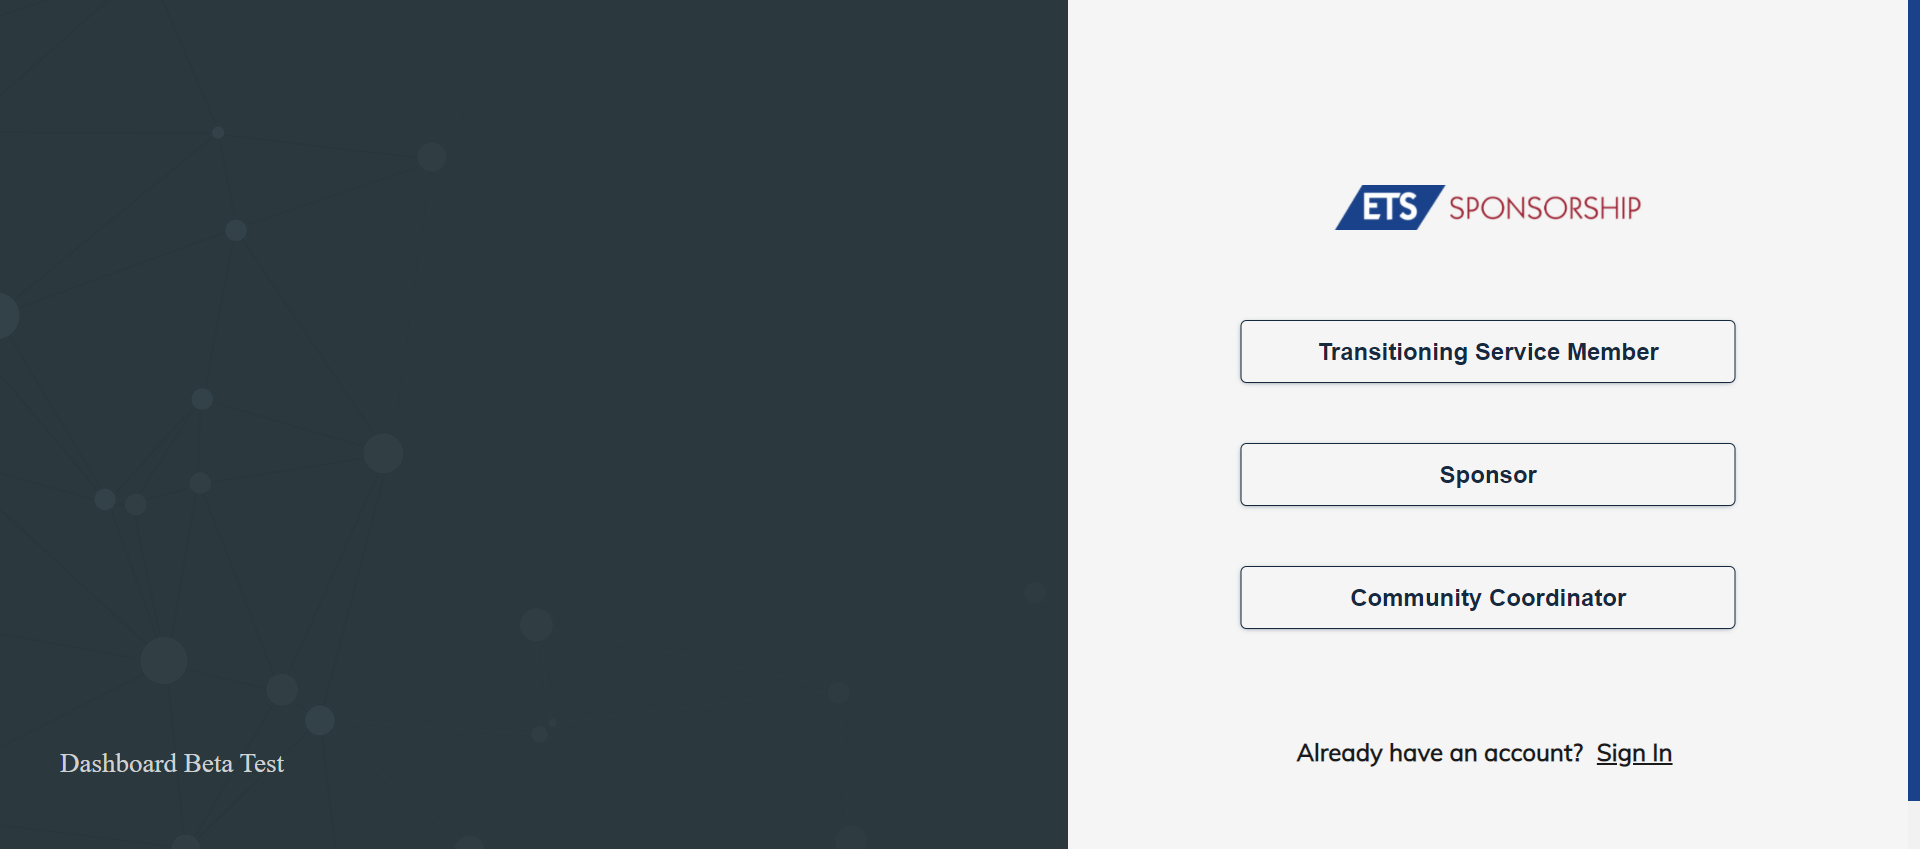 ETS SPONSORSHIP
Transitioning Service Member
Sponsor
Community Coordinator
Already have an account? Sign In
Dashboard Beta Test